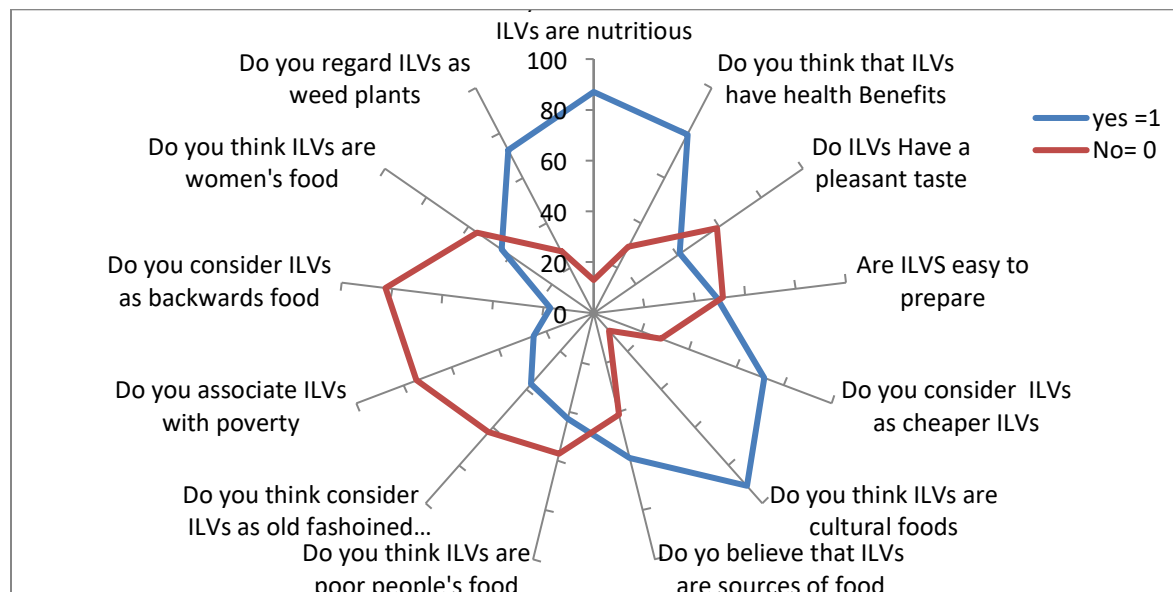 ILVs are nutritious
Do you think that ILVs
have health Benefits
Do ILVs Have a
pleasant taste
Are ILVS easy to
prepare
Do you consider  ILVs
as cheaper ILVs
Do you think ILVs are
cultural foods
Do yo believe that ILVs
are sources of food
Do you think ILVs are
poor people's food
Do you think consider
ILVs as old fashoined...
Do you associate ILVs
with poverty
Do you consider ILVs
as backwards food
Do you think ILVs are
women's food
Do you regard ILVs as
weed plants
100
80
60
40
20
0
yes =1
No= 0